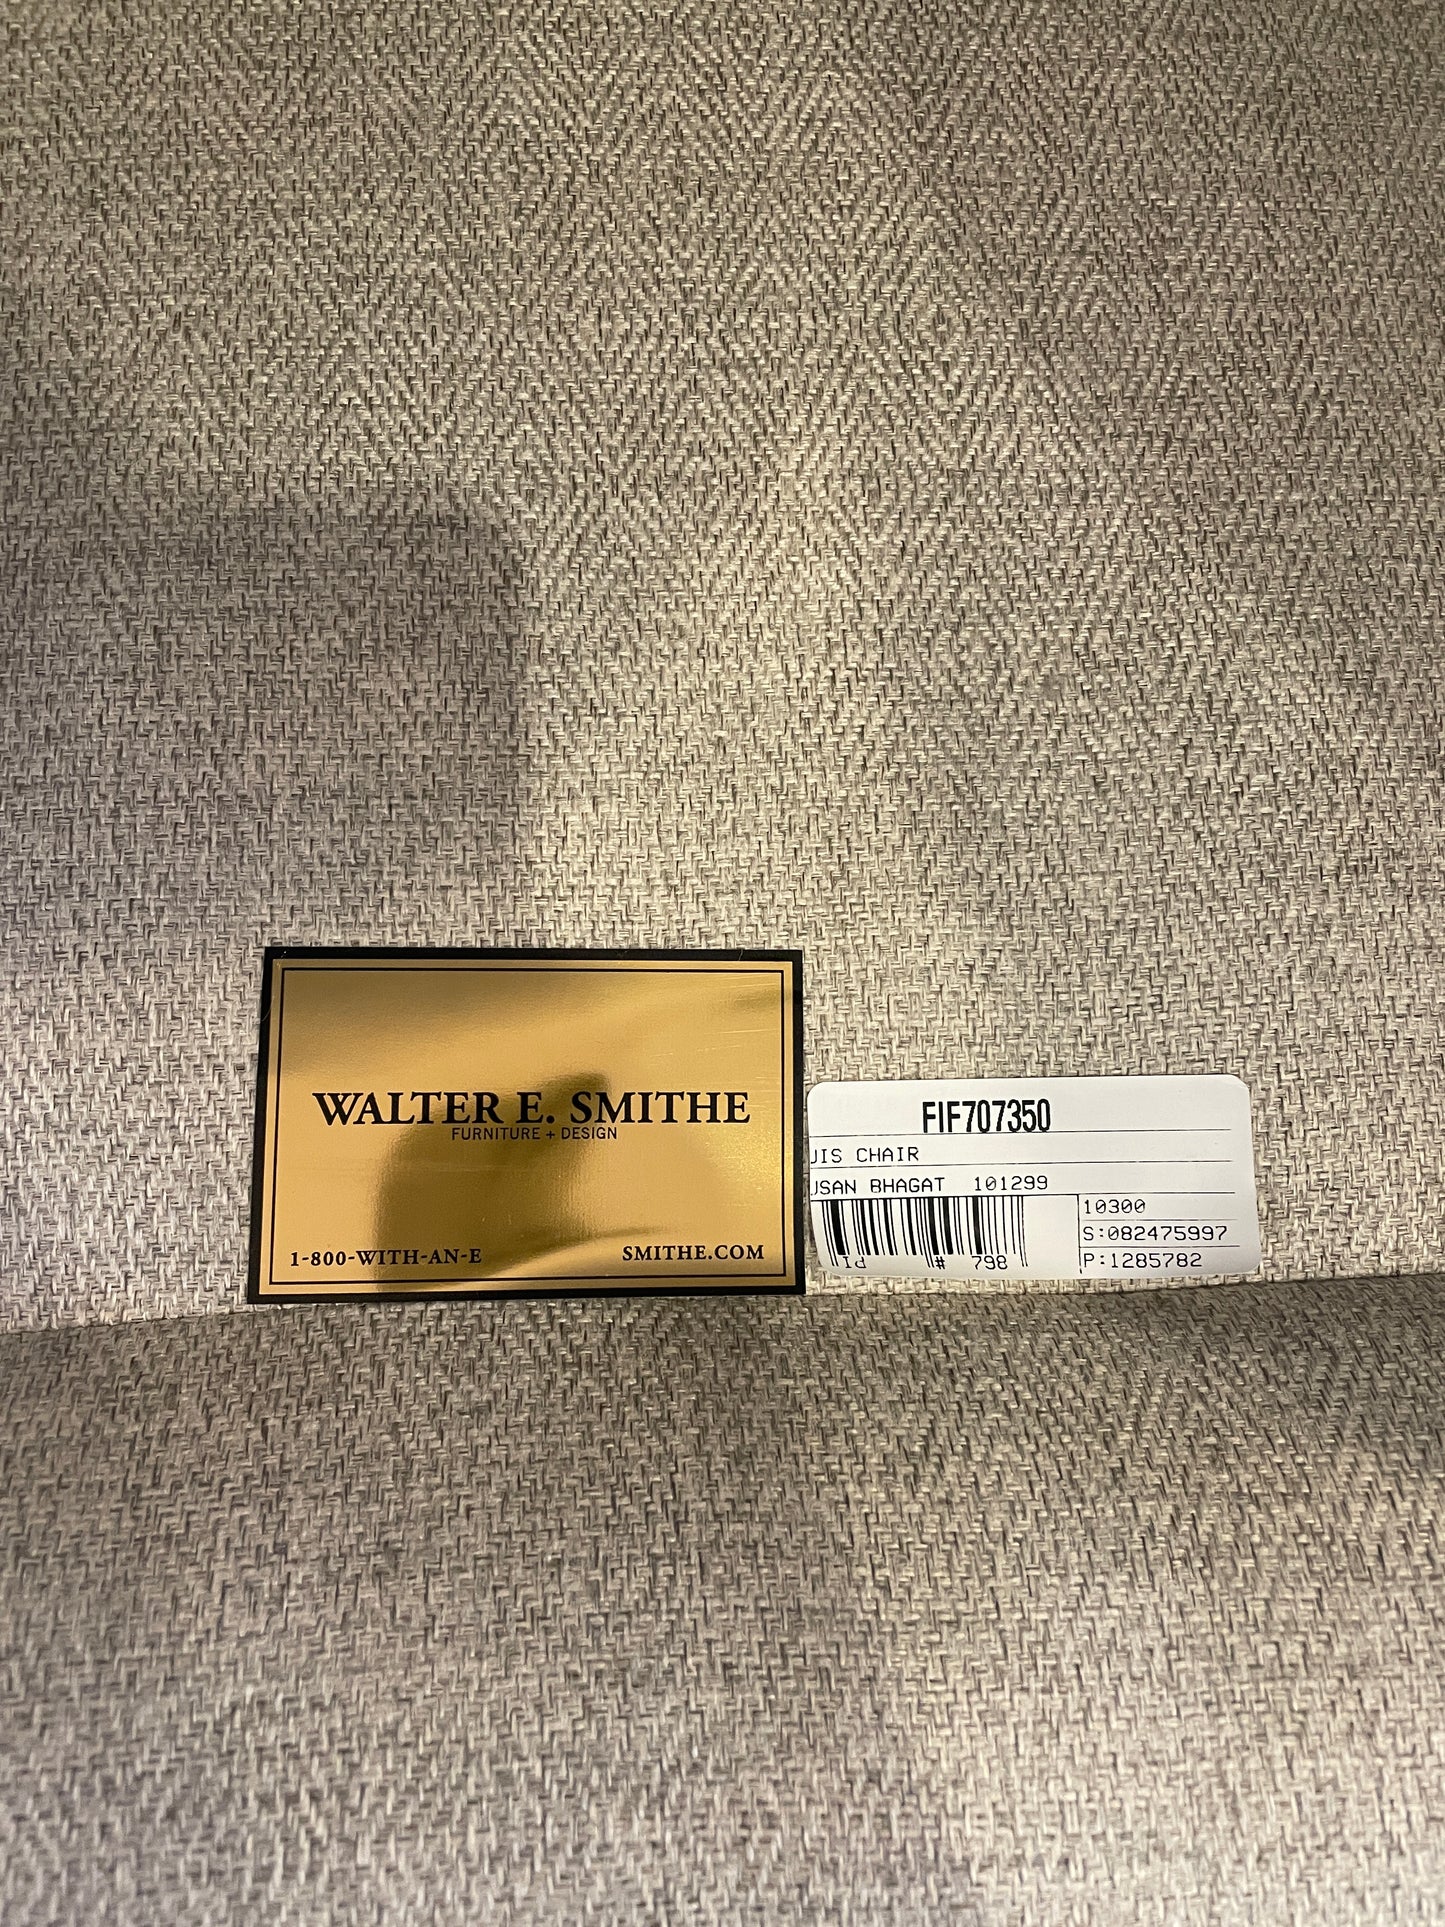 WALTER E. SMITHE
FURNITURE + DESIGN
1-800-WITH-AN-E
SMITHE.COM
FIF707350
UIS CHAIR
USAN BHAGAT 101299
10300
S:082475997
P:1285782
# 798